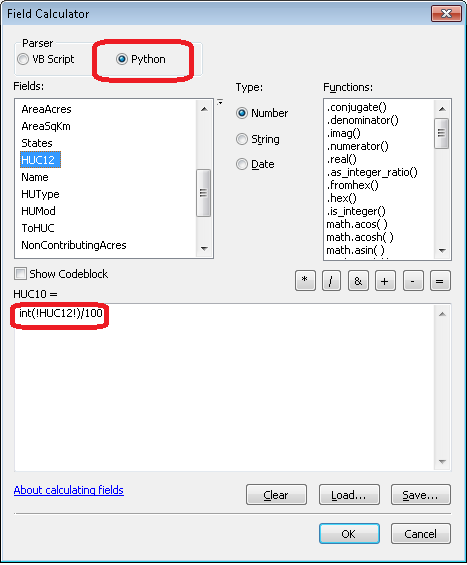 Field Calculator
Parser
VB Script
Python
Fields:
Type:
Functions:
AreaAcres
AreaSqKm
States
HUC12
Name
HUType
HUMod
ToHUC
NonContributingAcres
Number
String
Date
.conjugate()
.denominator()
.imag()
.numerator()
.real()
.as_integer_ratio()
.fromhex()
.hex()
.is_integer()
math.acos( )
math.acosh( )
math.asin( )
Show Codeblock
* / & + - =
HUC10 =
int(!HUC12!)/100
About calculating fields
Clear
Load...
Save...
OK
Cancel